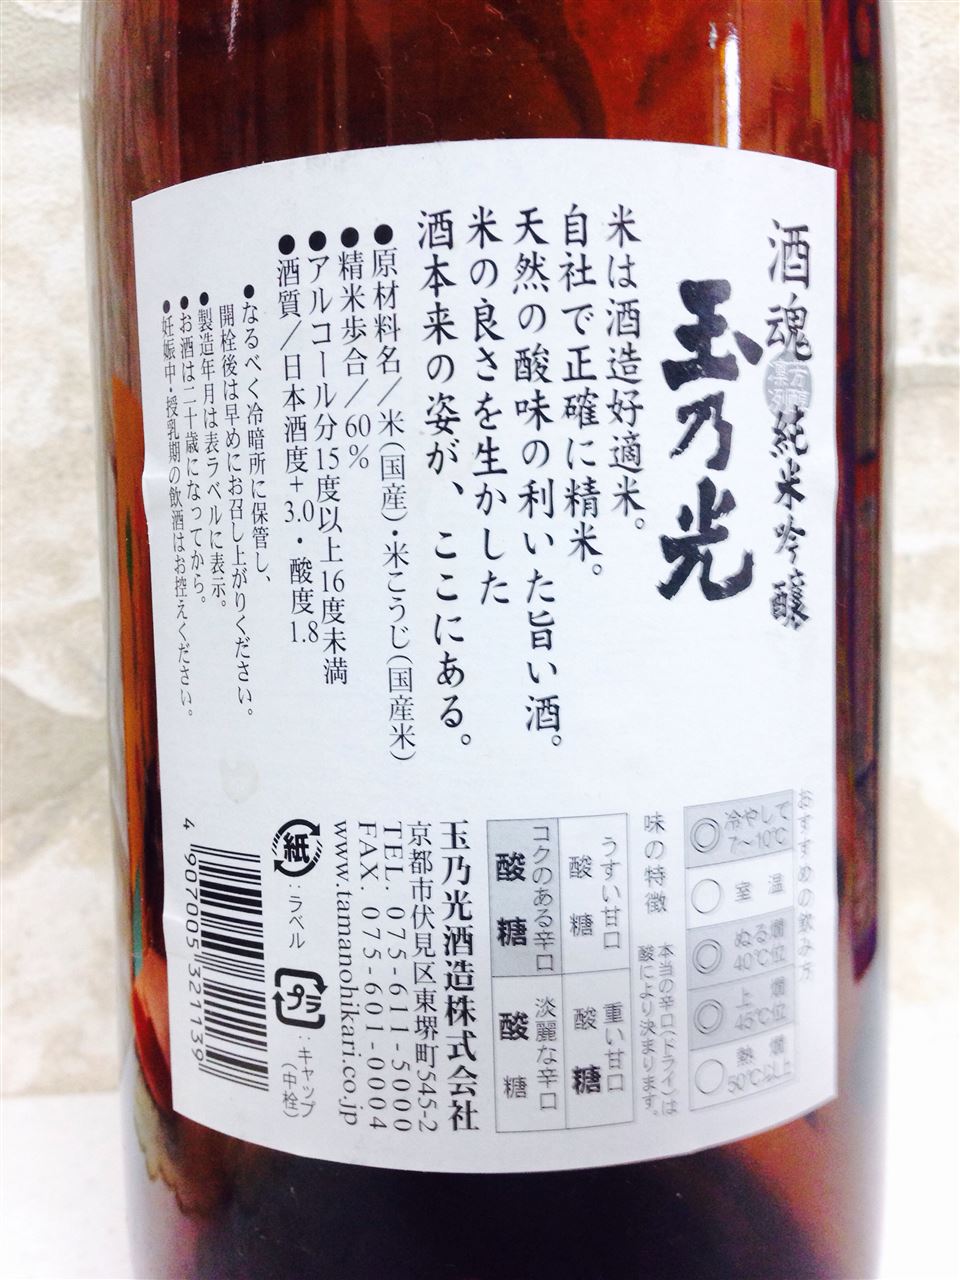 酒魂 純米吟醸
玉乃光
米は酒造好適米。
自社で正確に精米。
天然の酸味の利いた旨い酒。
米の良さを生かした
酒本来の姿が、ここにある。
●原材料名／米(国産)・米こうじ(国産米)
●精米歩合／60%
●アルコール分15度以上16度未満
●酒質／日本酒度+3.0・酸度1.8
●なるべく冷暗所に保管し、
開栓後は早めにお召し上がりください。
●製造年月は表ラベルに表示。
●お酒は二十歳になってから。
●妊娠中・授乳期の飲酒はお控えください。
おすすめの飲み方
◎ 冷やして 7〜10℃
○ 室温
◎ ぬる燗 40℃位
◎ 上燗 45℃位
○ 熱燗 50℃以上
味の特徴
本当の辛口(ドライ)は
酸により決まります。
うすい甘口
酸 糖
重い甘口
酸 糖
コクのある辛口
酸 糖
淡麗な辛口
酸 糖
玉乃光酒造株式会社
京都市伏見区東堺町545-2
TEL. 075-611-5000
FAX. 075-601-0004
www.tamanohikari.co.jp
紙:ラベル
プラ:キャップ
(中栓)
4 907005 321139